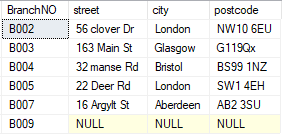 BranchNO street city postcode
B002 56 clover Dr London NW10 6EU
B003 163 Main St Glasgow G119Qx
B004 32 manse Rd Bristol BS99 1NZ
B005 22 Deer Rd London SW1 4EH
B007 16 Argylt St Aberdeen AB2 3SU
B009 NULL NULL NULL